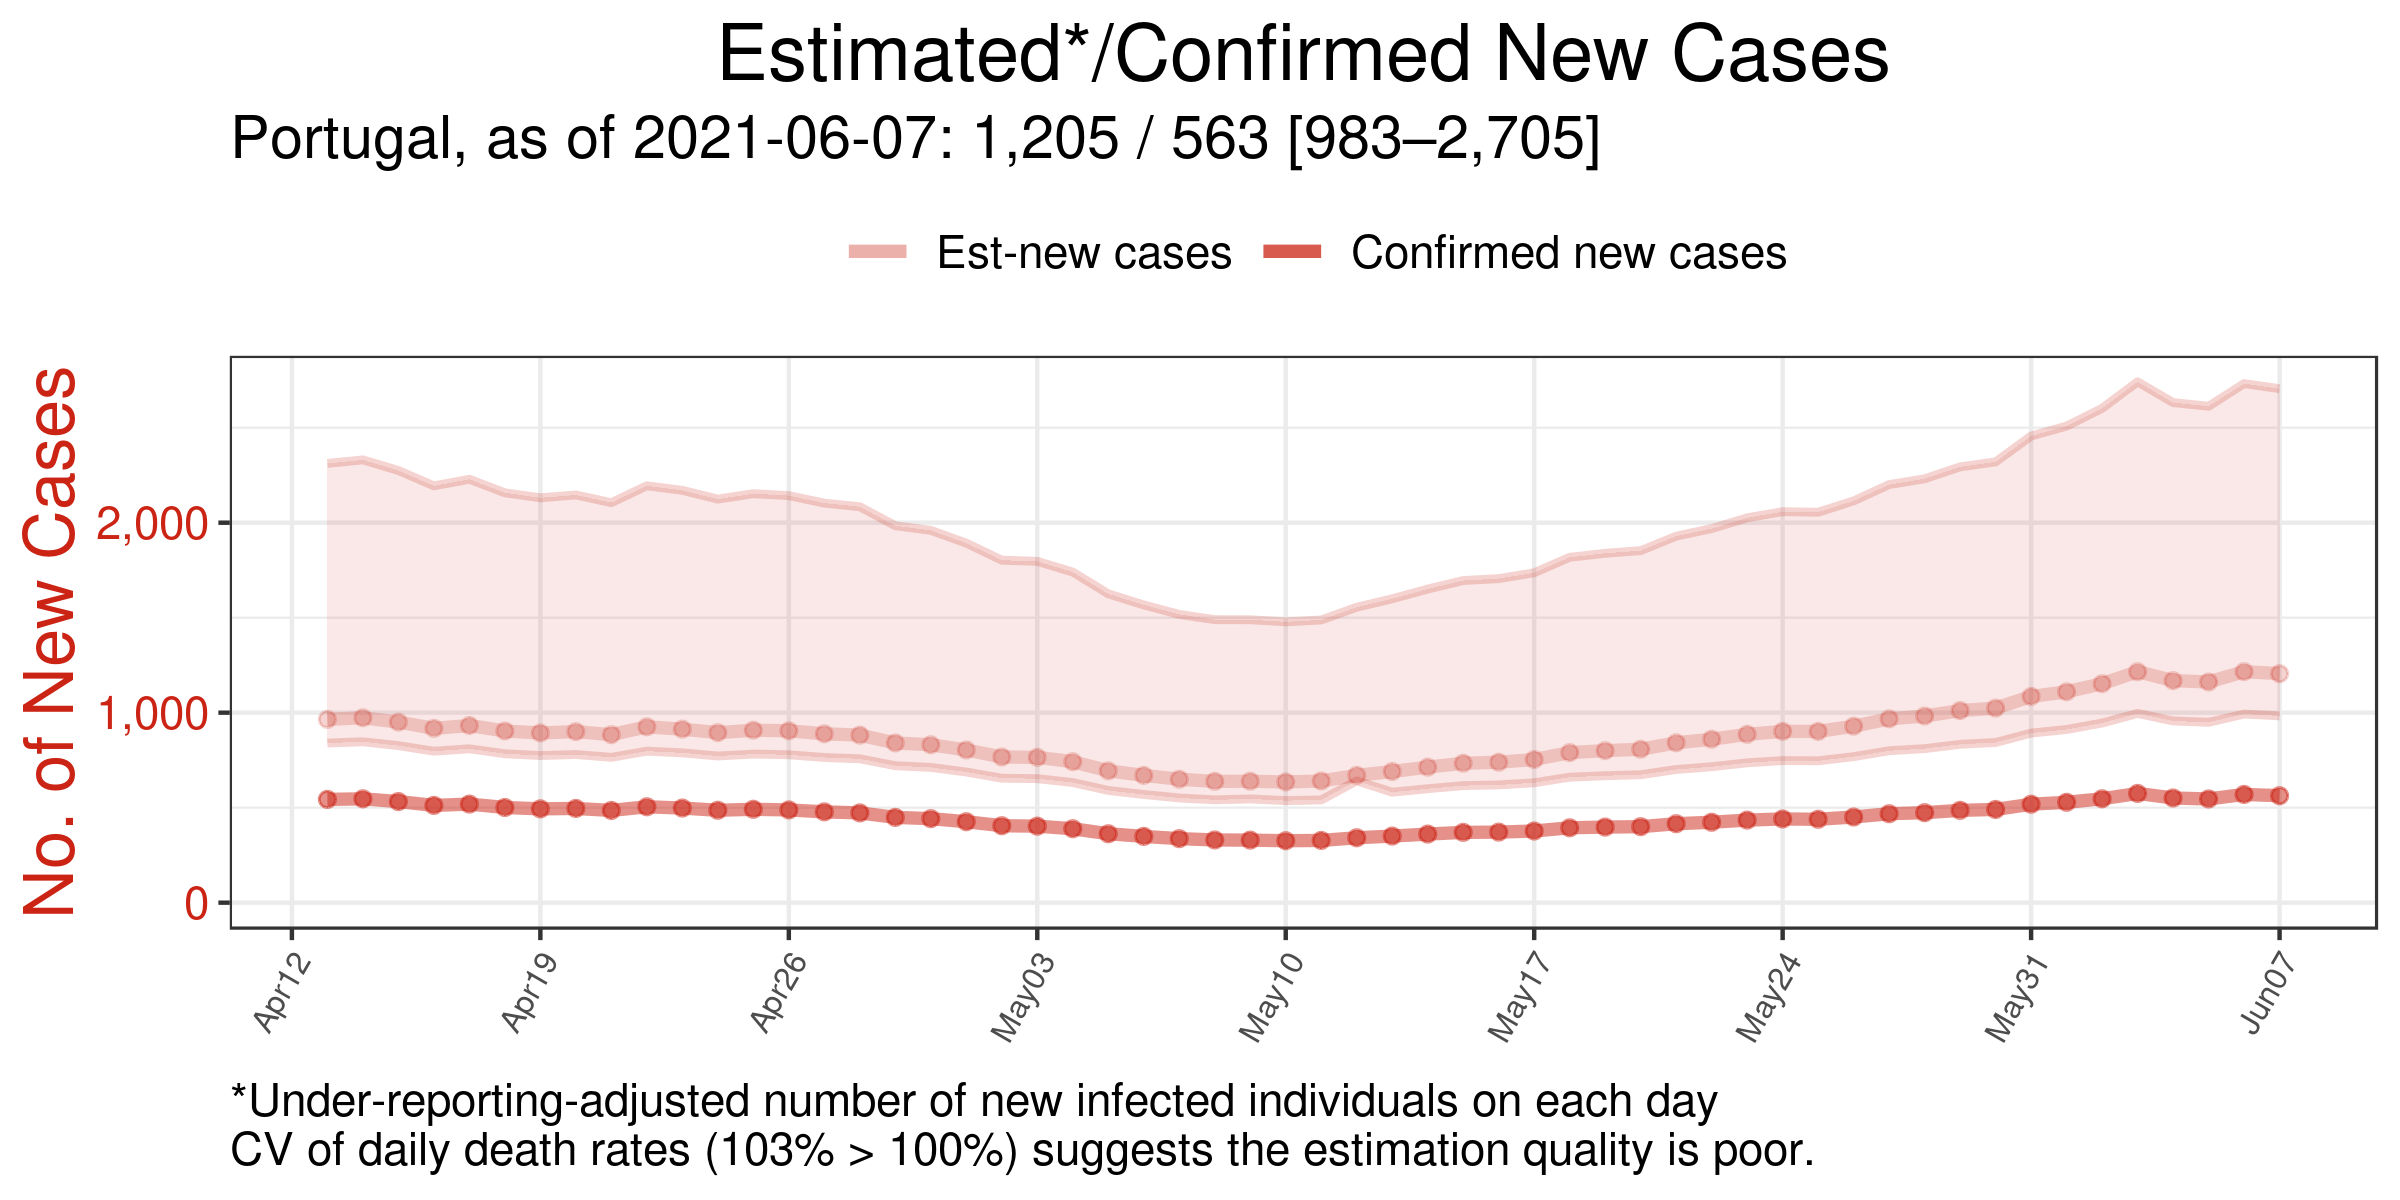 Estimated*/Confirmed New Cases
Portugal, as of 2021-06-07: 1,205 / 563 [983–2,705]
Est-new cases Confirmed new cases
No. of New Cases
2,000
1,000
0
Apr12 Apr19 Apr26 May03 May10 May17 May24 May31 Jun07
*Under-reporting-adjusted number of new infected individuals on each day
CV of daily death rates (103% > 100%) suggests the estimation quality is poor.